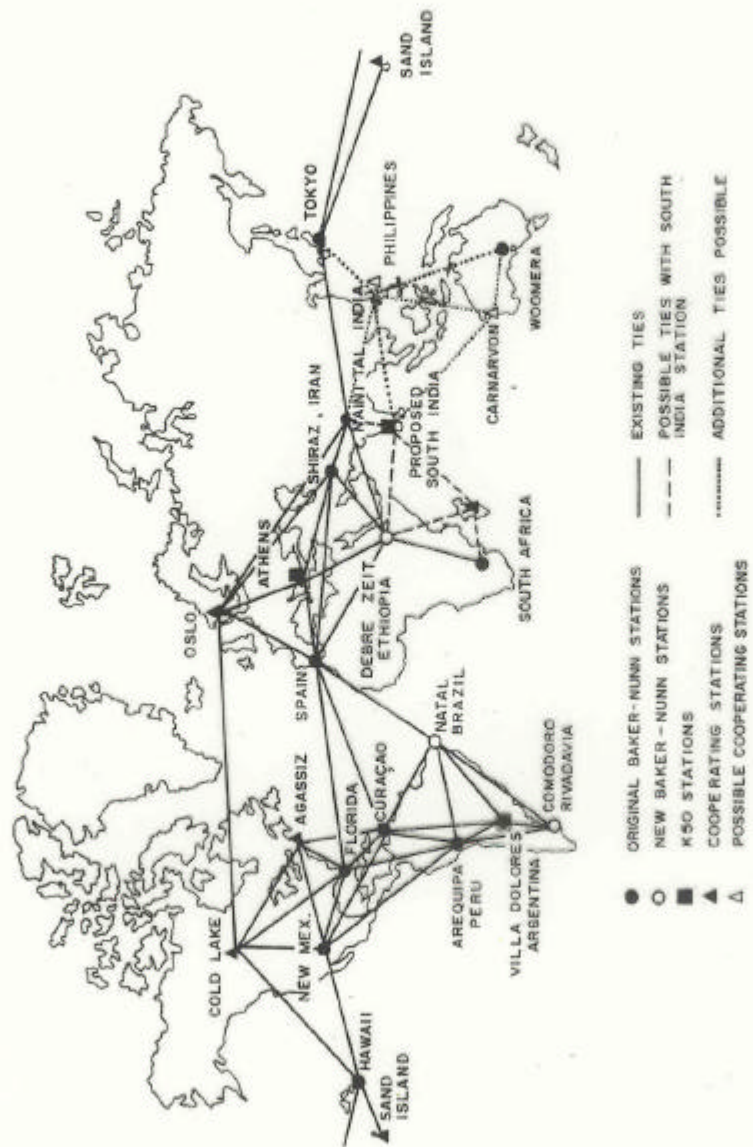 COLD LAKE
OSLO
AGASSIZ
NEW MEX.
FLORIDA
CURAÇAO
HAWAII
SAND
ISLAND
SPAIN
ATHENS
SHIRAZ, IRAN
NAINI TAL INDIA
TOKYO
SAND
ISLAND
PHILIPPINES
DEBRE ZEIT
ETHIOPIA
PROPOSED
SOUTH INDIA
NATAL
BRAZIL
AREQUIPA
PERU
VILLA DOLORES
ARGENTINA
COMODORO
RIVADAVIA
SOUTH AFRICA
CARNARVON
WOOMERA
ORIGINAL BAKER-NUNN STATIONS
NEW BAKER-NUNN STATIONS
K50 STATIONS
COOPERATING STATIONS
POSSIBLE COOPERATING STATIONS
EXISTING TIES
POSSIBLE TIES WITH SOUTH
INDIA STATION
ADDITIONAL TIES POSSIBLE